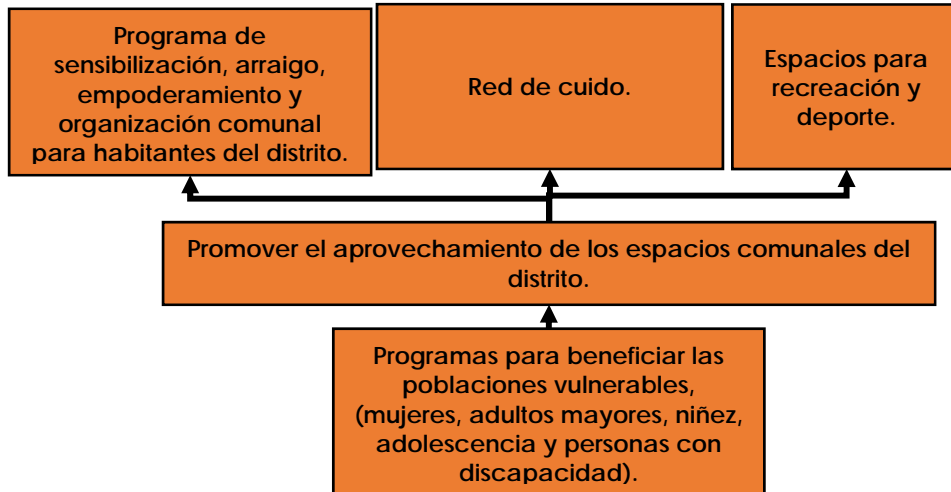 Programa de
sensibilización, arraigo,
empoderamiento y
organización comunal
para habitantes del distrito.
Red de cuido.
Espacios para
recreación y
deporte.
Promover el aprovechamiento de los espacios comunales del
distrito.
Programas para beneficiar las
poblaciones vulnerables,
(mujeres, adultos mayores, niñez,
adolescencia y personas con
discapacidad).